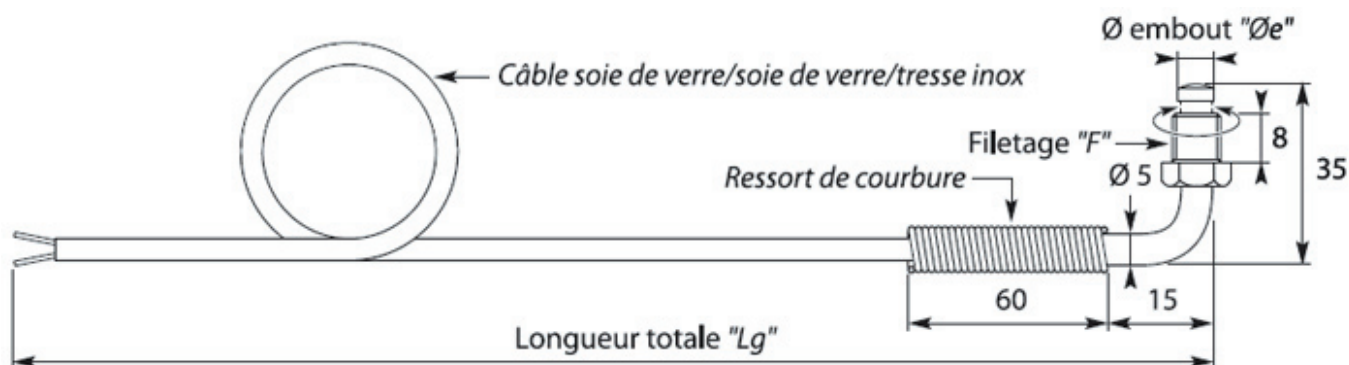 Ø embout "Øe"
Câble soie de verre/soie de verre/tresse inox
Filetage "F"
8
Ressort de courbure
Ø 5
35
60
15
Longueur totale "Lg"